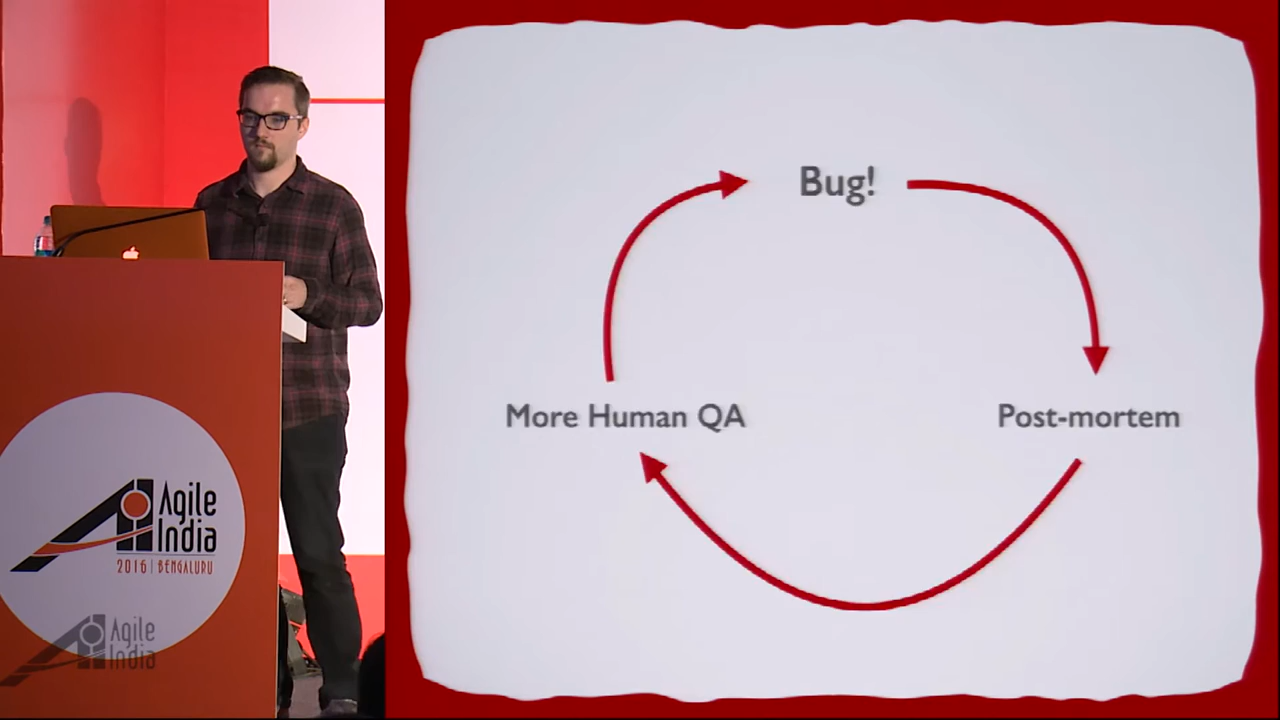 Bug!
More Human QA
Post-mortem
Agile
India
2016 | BENGALURU
Agile
India